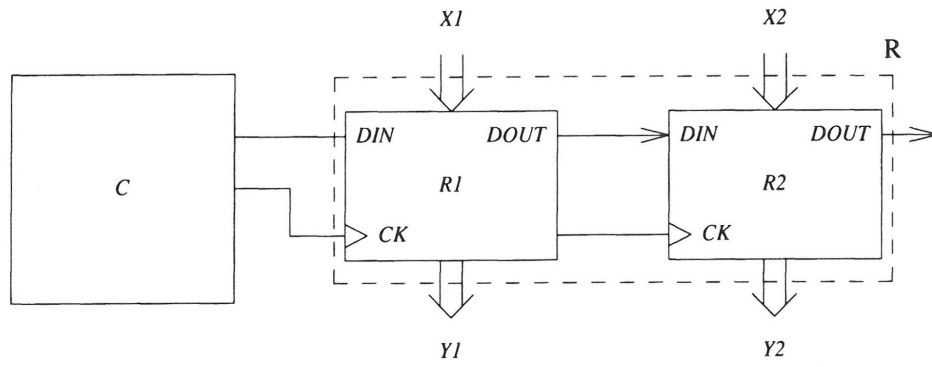 X1 X2
R
DIN DOUT DIN DOUT
C R1 R2
CK CK
Y1 Y2